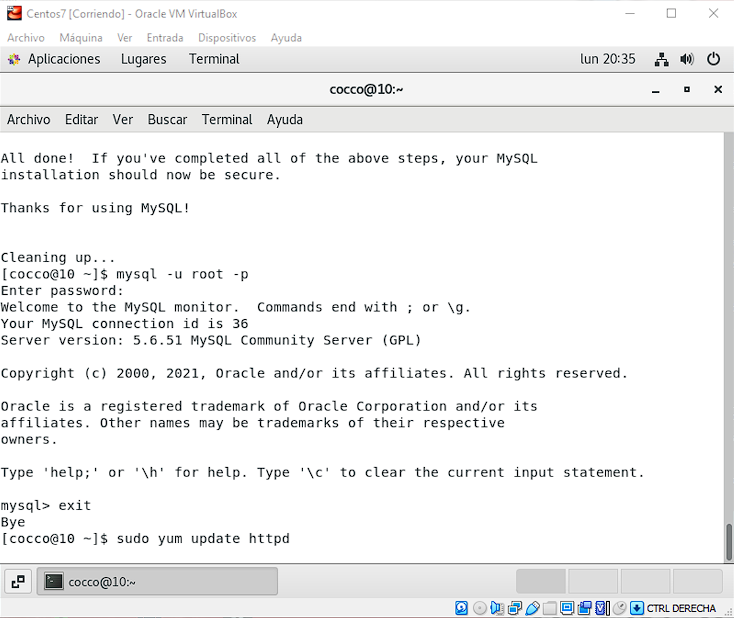 Centos7 [Corriendo] - Oracle VM VirtualBox
Archivo Máquina Ver Entrada Dispositivos Ayuda
Aplicaciones Lugares Terminal lun 20:35
cocco@10:~
Archivo Editar Ver Buscar Terminal Ayuda
All done!  If you've completed all of the above steps, your MySQL
installation should now be secure.
Thanks for using MySQL!
Cleaning up...
[cocco@10 ~]$ mysql -u root -p
Enter password:
Welcome to the MySQL monitor.  Commands end with ; or \g.
Your MySQL connection id is 36
Server version: 5.6.51 MySQL Community Server (GPL)
Copyright (c) 2000, 2021, Oracle and/or its affiliates. All rights reserved.
Oracle is a registered trademark of Oracle Corporation and/or its
affiliates. Other names may be trademarks of their respective
owners.
Type 'help;' or '\h' for help. Type '\c' to clear the current input statement.
mysql> exit
Bye
[cocco@10 ~]$ sudo yum update httpd
cocco@10:~
CTRL DERECHA